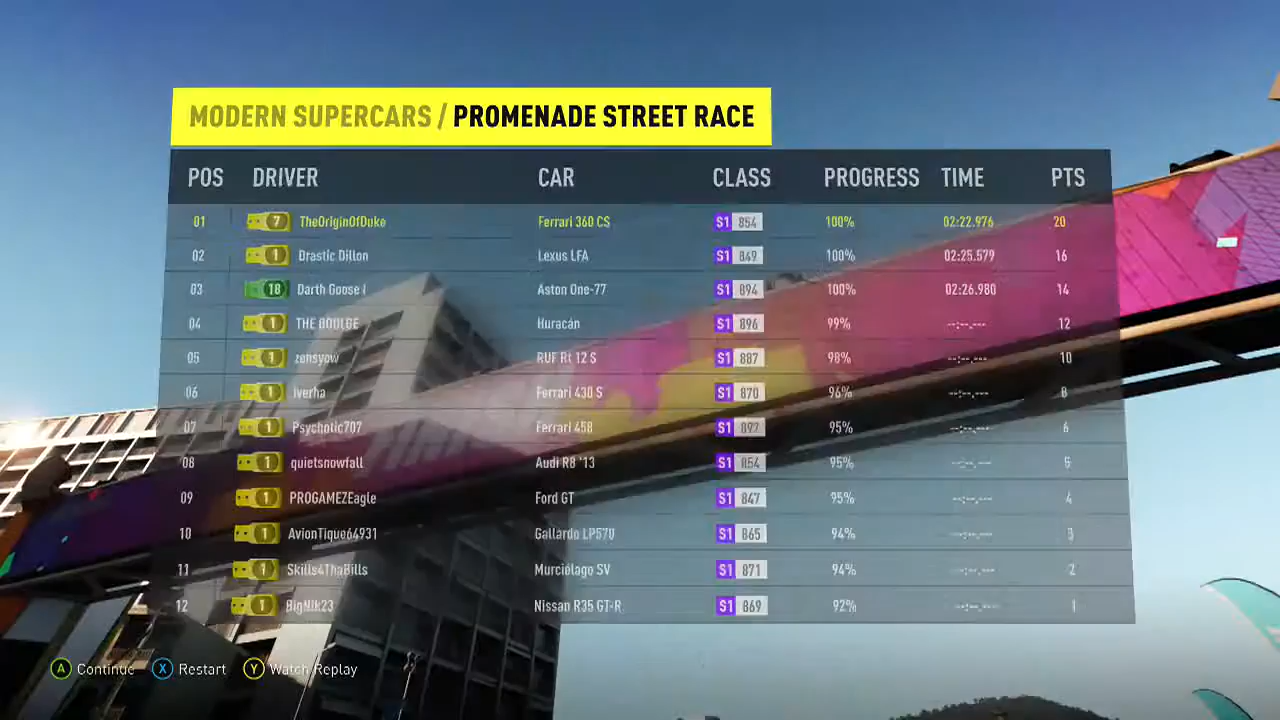 MODERN SUPERCARS / PROMENADE STREET RACE
POS DRIVER CAR CLASS PROGRESS TIME PTS
01 7 TheOriginOfDuke Ferrari 360 CS S1 854 100% 02:22.976 20
02 1 Drastic Dillon Lexus LFA S1 849 100% 02:25.579 16
03 18 Darth Goose I Aston One-77 S1 894 100% 02:26.980 14
04 1 THE BOULGE Huracán S1 896 99% --:--.--- 12
05 1 zensyow RUF Rt 12 S S1 887 98% --:--.--- 10
06 1 iverha Ferrari 430 S S1 870 96% --:--.--- 8
07 1 Psychotic707 Ferrari 458 S1 892 95% --:--.--- 6
08 1 quietsnowfall Audi R8 '13 S1 854 95% --:--.--- 5
09 1 PROGAMEZEagle Ford GT S1 847 95% --:--.--- 4
10 1 AvionTique64931 Gallardo LP570 S1 865 94% --:--.--- 3
11 1 Skills4ThaBills Murciélago SV S1 871 94% --:--.--- 2
12 1 BigNik23 Nissan R35 GT-R S1 869 92% --:--.--- 1
A Continue X Restart Y Watch Replay